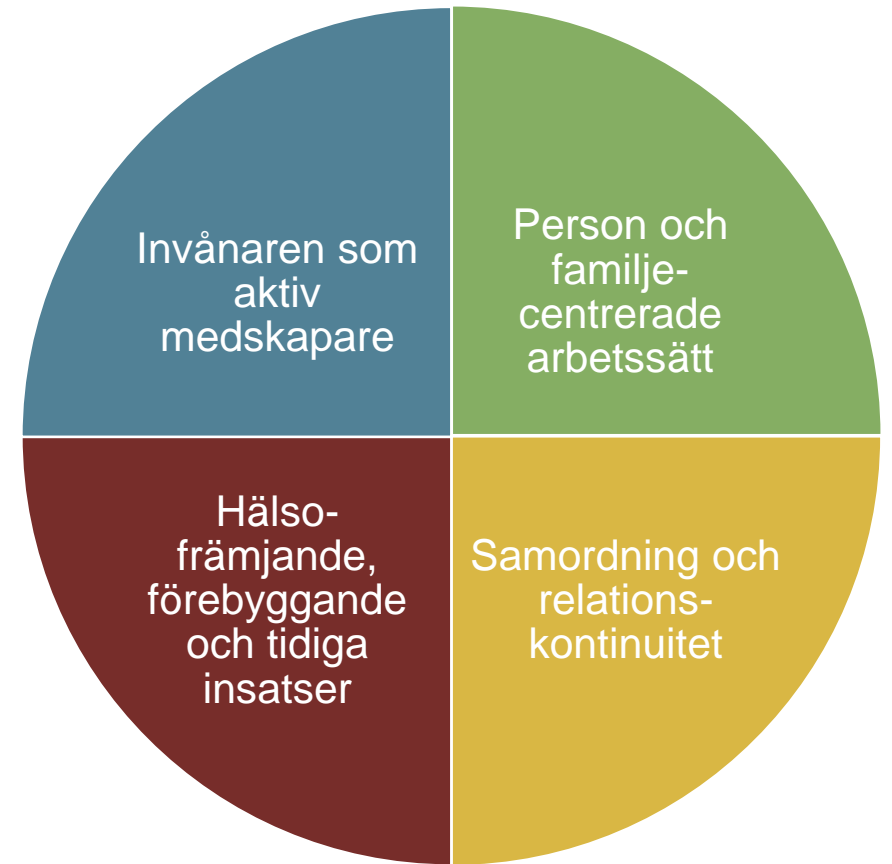 Invånaren som
aktiv
medskapare
Person och
familje-
centrerade
arbetssätt
Hälso-
främjande,
förebyggande
och tidiga
insatser
Samordning och
relations-
kontinuitet